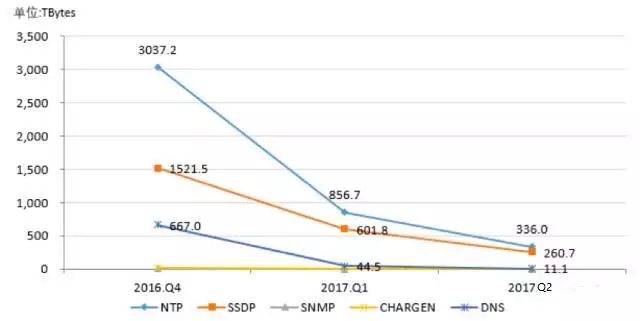 单位:TBytes
3,500
3,000
2,500
2,000
1,500
1,000
500
0
3037.2
1521.5
667.0
856.7
601.8
44.5
336.0
260.7
11.1
2016.Q4
2017.Q1
2017Q2
NTP
SSDP
SNMP
CHARGEN
DNS